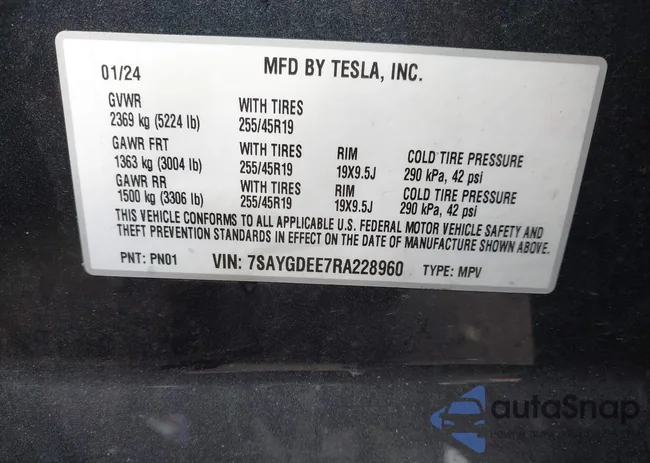 01/24 MFD BY TESLA, INC.
GVWR WITH TIRES
2369 kg (5224 lb) 255/45R19
GAWR FRT WITH TIRES RIM COLD TIRE PRESSURE
1363 kg (3004 lb) 255/45R19 19X9.5J 290 kPa, 42 psi
GAWR RR WITH TIRES RIM COLD TIRE PRESSURE
1500 kg (3306 lb) 255/45R19 19X9.5J 290 kPa, 42 psi
THIS VEHICLE CONFORMS TO ALL APPLICABLE U.S. FEDERAL MOTOR VEHICLE SAFETY AND
THEFT PREVENTION STANDARDS IN EFFECT ON THE DATE OF MANUFACTURE SHOWN ABOVE.
PNT: PN01 VIN: 7SAYGDEE7RA228960 TYPE: MPV
autoSnap